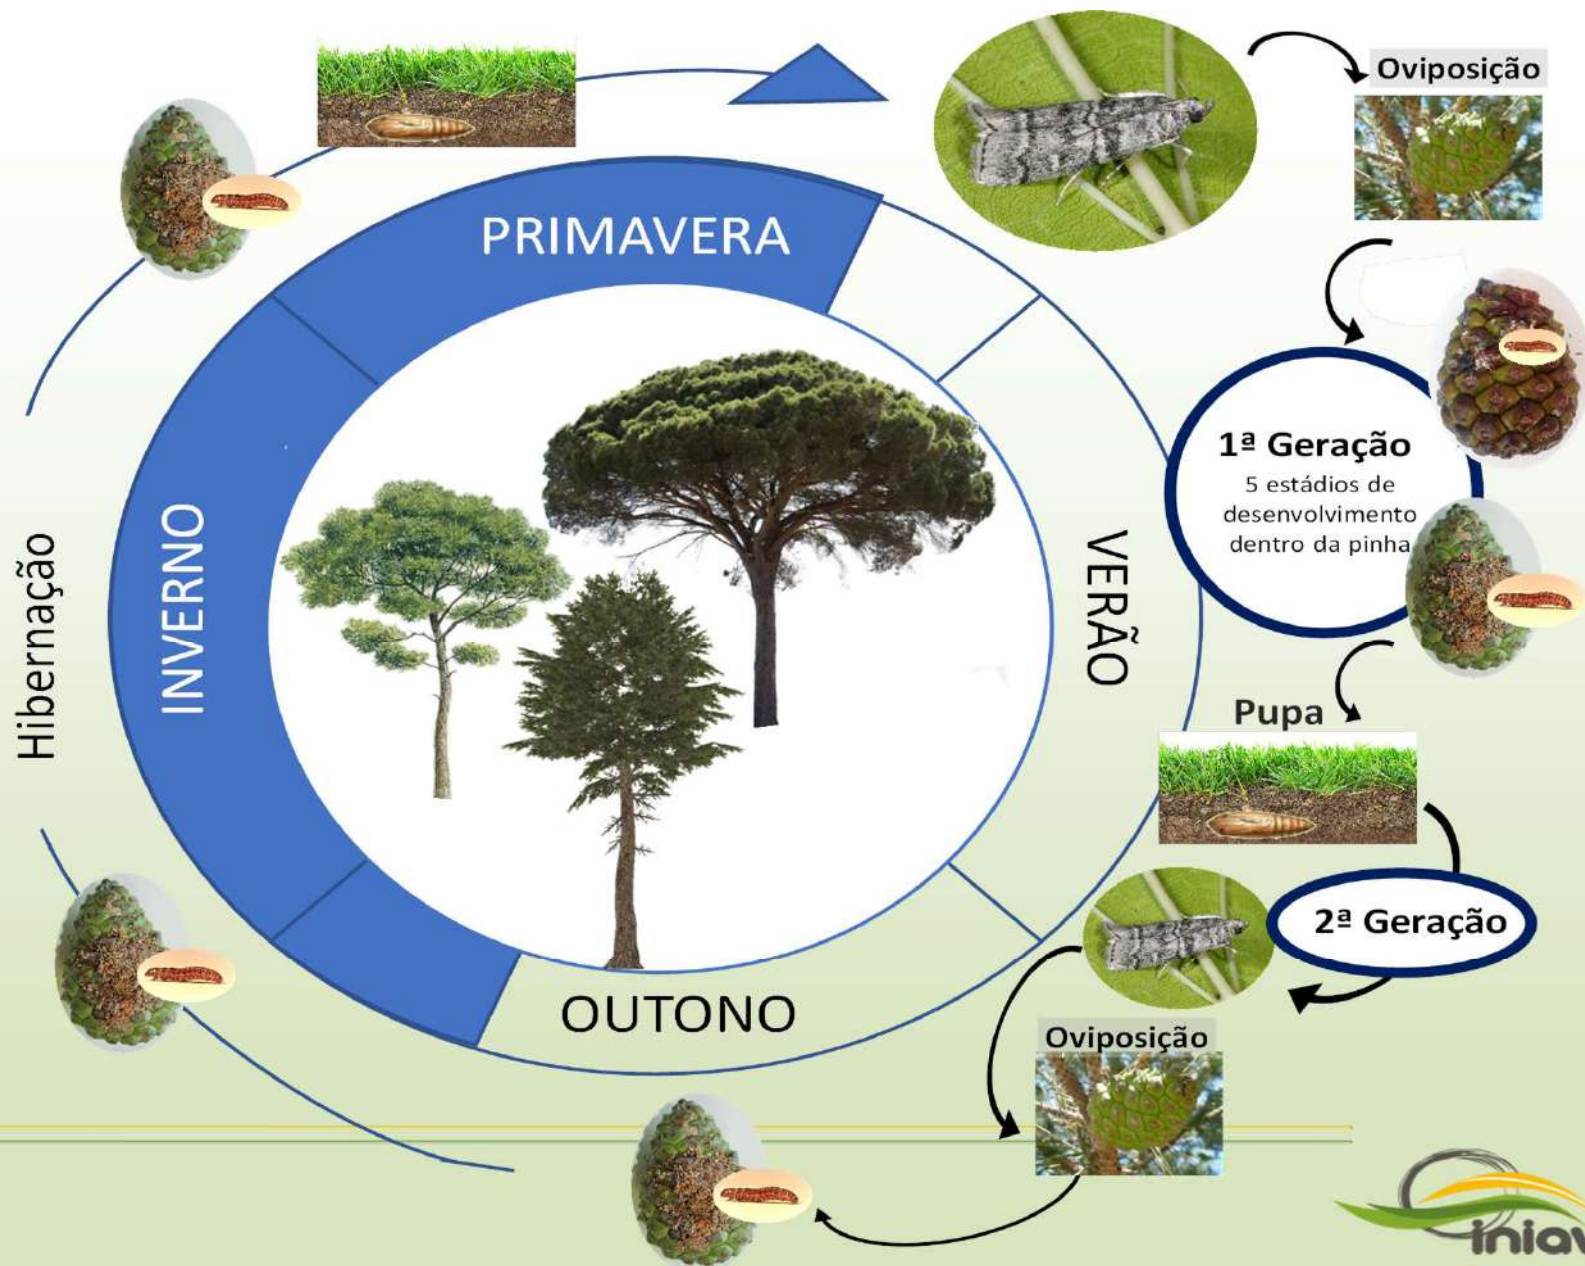 Oviposição
PRIMAVERA
1ª Geração
5 estádios de
desenvolvimento
dentro da pinha
INVERNO
VERÃO
Hibernação
Pupa
2ª Geração
OUTONO
Oviposição
iniav